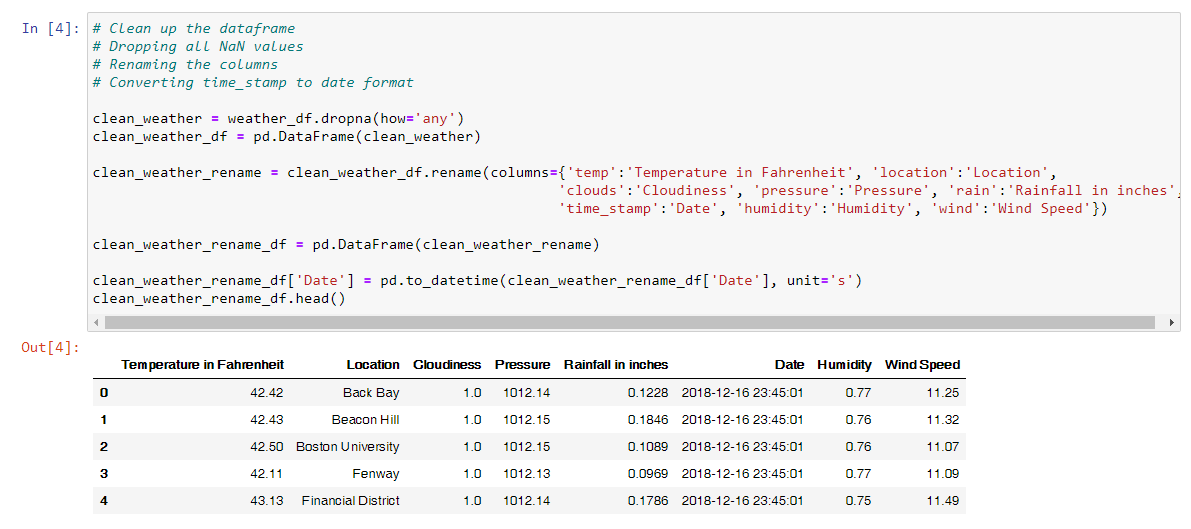 In [4]: # Clean up the dataframe
# Dropping all NaN values
# Renaming the columns
# Converting time_stamp to date format
clean_weather = weather_df.dropna(how='any')
clean_weather_df = pd.DataFrame(clean_weather)
clean_weather_rename = clean_weather_df.rename(columns={'temp':'Temperature in Fahrenheit', 'location':'Location',
'clouds':'Cloudiness', 'pressure':'Pressure', 'rain':'Rainfall in inches',
'time_stamp':'Date', 'humidity':'Humidity', 'wind':'Wind Speed'})
clean_weather_rename_df = pd.DataFrame(clean_weather_rename)
clean_weather_rename_df['Date'] = pd.to_datetime(clean_weather_rename_df['Date'], unit='s')
clean_weather_rename_df.head()
Out[4]:
Temperature in Fahrenheit Location Cloudiness Pressure Rainfall in inches Date Humidity Wind Speed
0 42.42 Back Bay 1.0 1012.14 0.1228 2018-12-16 23:45:01 0.77 11.25
1 42.43 Beacon Hill 1.0 1012.15 0.1846 2018-12-16 23:45:01 0.76 11.32
2 42.50 Boston University 1.0 1012.15 0.1089 2018-12-16 23:45:01 0.76 11.07
3 42.11 Fenway 1.0 1012.13 0.0969 2018-12-16 23:45:01 0.77 11.09
4 43.13 Financial District 1.0 1012.14 0.1786 2018-12-16 23:45:01 0.75 11.49